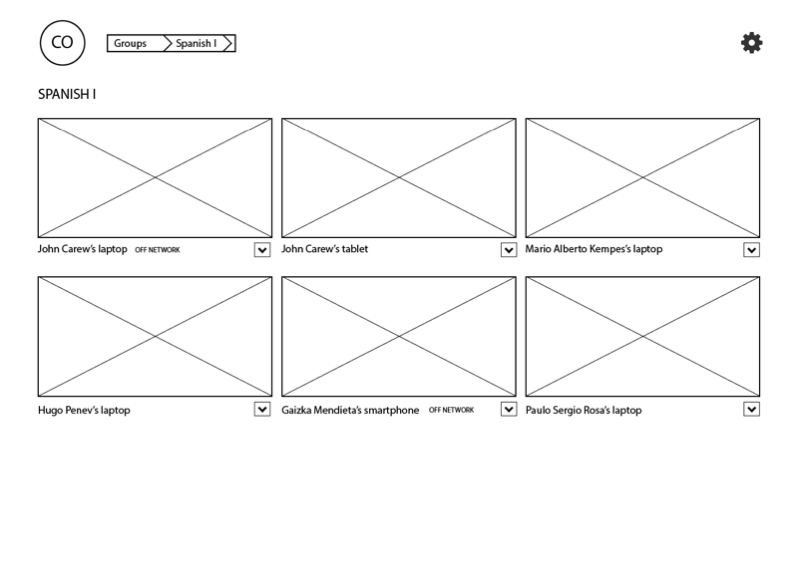 CO
Groups
Spanish I
SPANISH I
John Carew's laptop OFF NETWORK
John Carew's tablet
Mario Alberto Kempes's laptop
Hugo Penev's laptop
Gaizka Mendieta's smartphone OFF NETWORK
Paulo Sergio Rosa's laptop